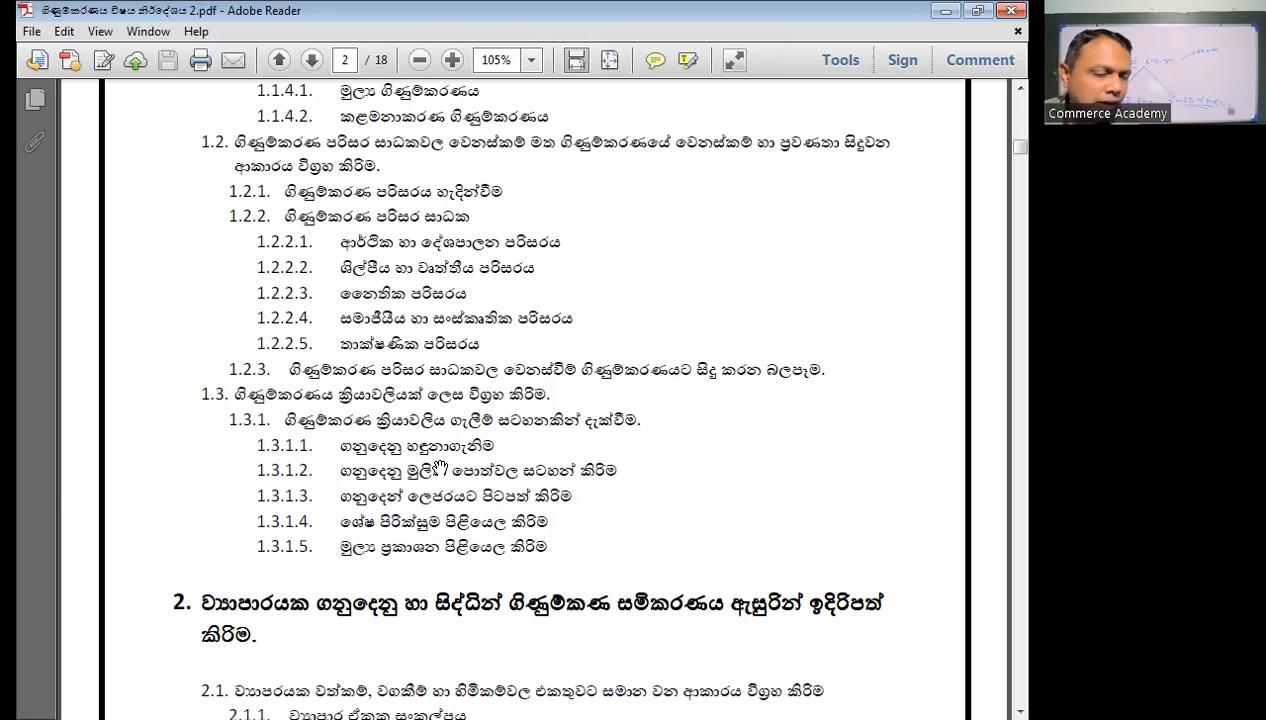 ගිණුම්කරණය විෂය නිර්දේශය 2.pdf - Adobe Reader
File Edit View Window Help
2 / 18 105% Tools Sign Comment
1.1.4.1. මූල්‍ය ගිණුම්කරණය
1.1.4.2. කළමනාකරණ ගිණුම්කරණය
1.2. ගිණුම්කරණ පරිසර සාධකවල වෙනස්කම් මත ගිණුම්කරණයේ වෙනස්කම් හා ප්‍රවණතා සිදුවන
ආකාරය විග්‍රහ කිරිම.
1.2.1. ගිණුම්කරණ පරිසරය හැදින්වීම
1.2.2. ගිණුම්කරණ පරිසර සාධක
1.2.2.1. ආර්ථික හා දේශපාලන පරිසරය
1.2.2.2. ශිල්පීය හා වෘත්තීය පරිසරය
1.2.2.3. නෛතික පරිසරය
1.2.2.4. සමාජීයීය හා සංස්කෘතික පරිසරය
1.2.2.5. තාක්ෂණික පරිසරය
1.2.3. ගිණුම්කරණ පරිසර සාධකවල වෙනස්වීම් ගිණුම්කරණයට සිදු කරන බලපෑම.
1.3. ගිණුම්කරණය ක්‍රියාවලියක් ලෙස විග්‍රහ කිරිම.
1.3.1. ගිණුම්කරණ ක්‍රියාවලිය ගැලීම් සටහනකින් දැක්වීම.
1.3.1.1. ගනුදෙනු හඳුනාගැනිම
1.3.1.2. ගනුදෙනු පොත්වල සටහන් කිරිම
1.3.1.3. ගනුදෙන් ලෙජරයට පිටපත් කිරිම
1.3.1.4. ශේෂ පිරික්සුම පිළියෙල කිරිම
1.3.1.5. මූල්‍ය ප්‍රකාශන පිළියෙල කිරිම
2. ව්‍යාපාරයක ගනුදෙනු හා සිද්ධින් ගිණුම්කණ සමිකරණය ඇසුරින් ඉදිරිපත්
කිරිම.
2.1. ව්‍යාපරයක වත්කම්, වගකීම් හා හිමිකම්වල එකතුවට සමාන වන ආකාරය විග්‍රහ කිරිම
2.1.1. ව්‍යාපාර ඒකක සංකල්පය
Commerce Academy